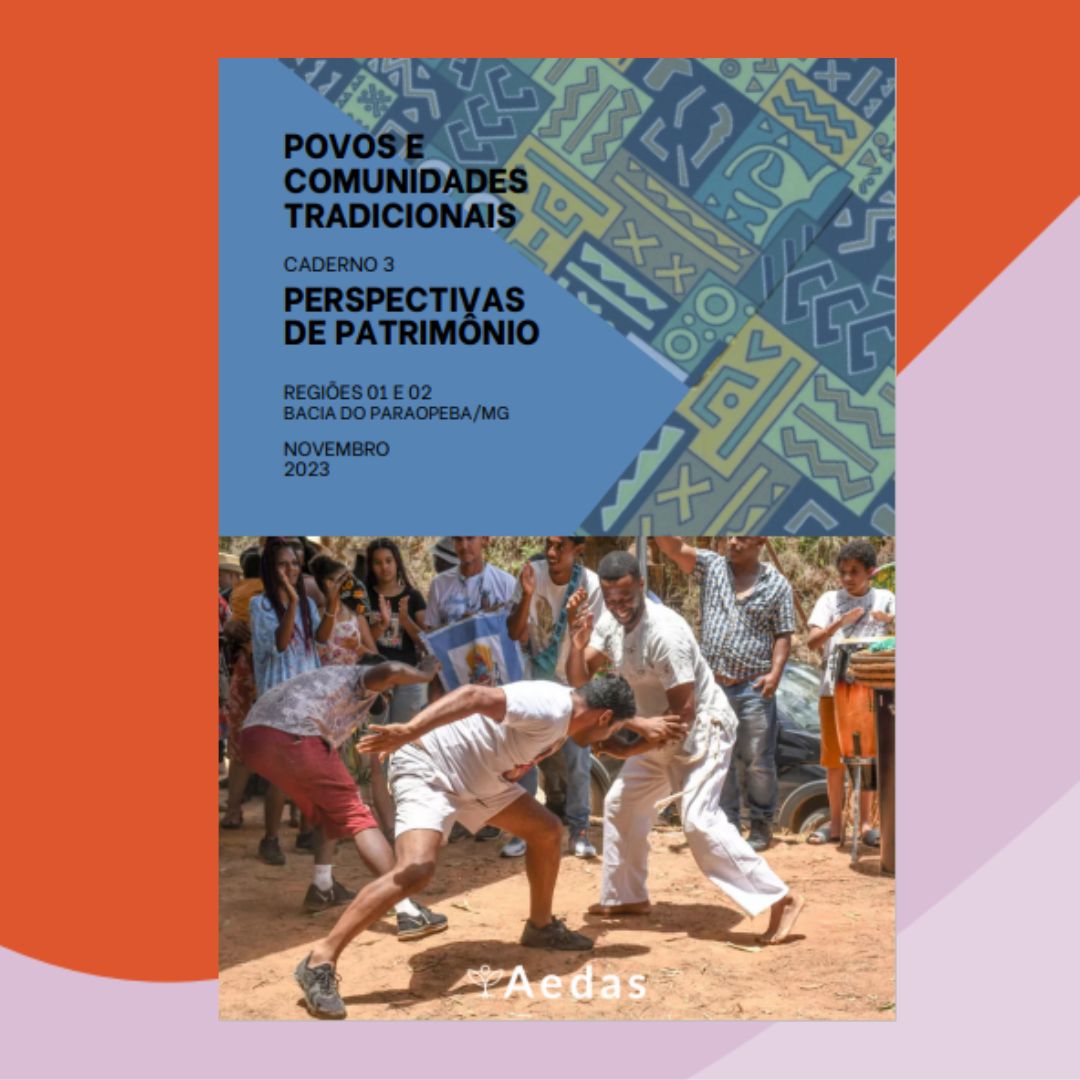 POVOS E
COMUNIDADES
TRADICIONAIS
CADERNO 3
PERSPECTIVAS
DE PATRIMÔNIO
REGIÕES 01 E 02
BACIA DO PARAOPEBA/MG
NOVEMBRO
2023
Aedas